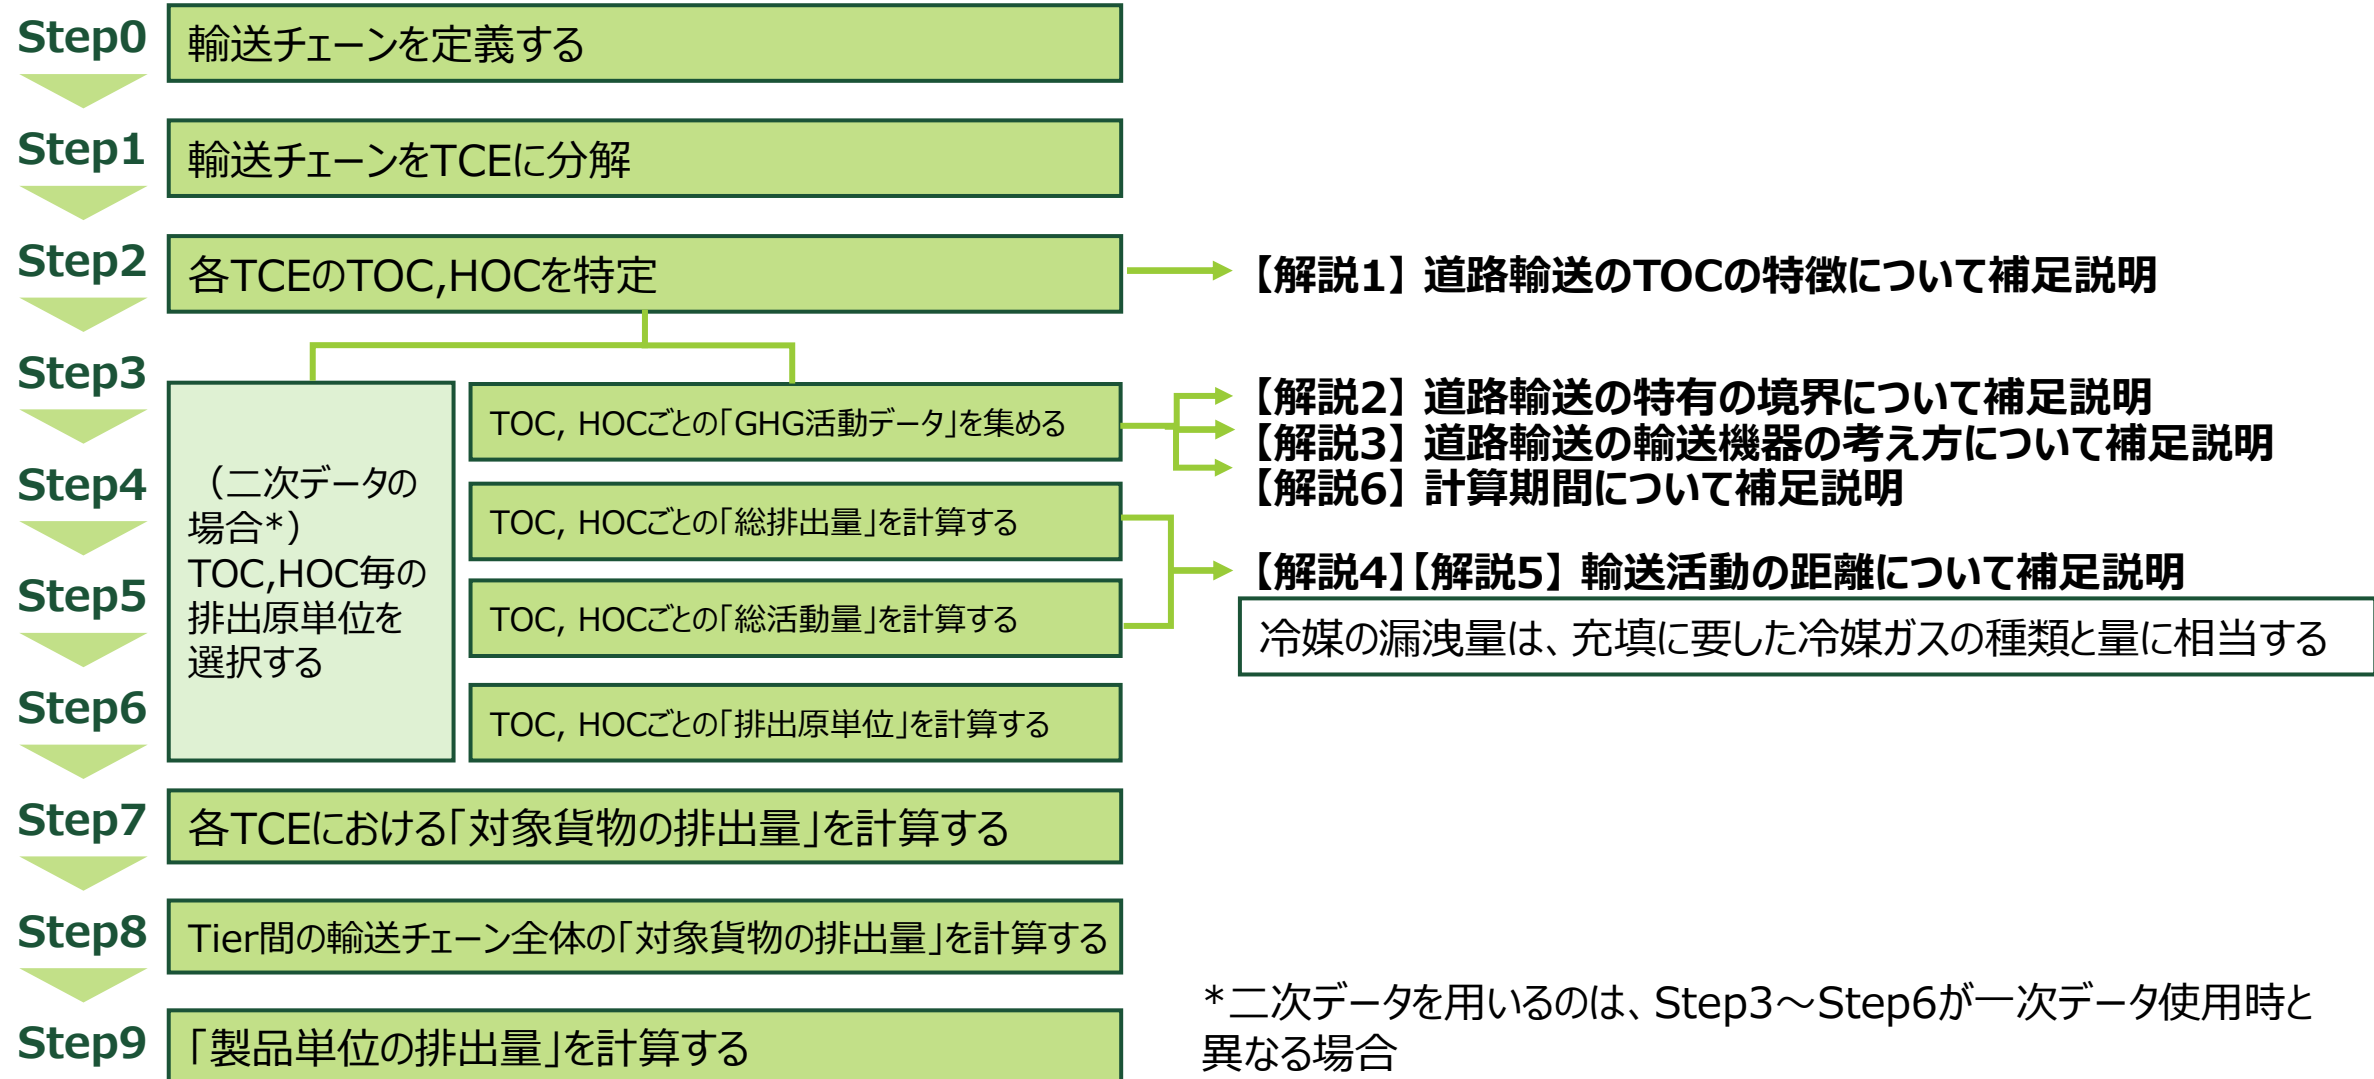 Step0
輸送チェーンを定義する
Step1
輸送チェーンをTCEに分解
Step2
各TCEのTOC,HOCを特定
【解説1】 道路輸送のTOCの特徴について補足説明
Step3
Step4
Step5
Step6
（二次データの
場合*）
TOC,HOC毎の
排出原単位を
選択する
TOC, HOCごとの「GHG活動データ」を集める
【解説2】 道路輸送の特有の境界について補足説明
【解説3】 道路輸送の輸送機器の考え方について補足説明
【解説6】 計算期間について補足説明
TOC, HOCごとの「総排出量」を計算する
TOC, HOCごとの「総活動量」を計算する
【解説4】【解説5】 輸送活動の距離について補足説明
冷媒の漏洩量は、充填に要した冷媒ガスの種類と量に相当する
TOC, HOCごとの「排出原単位」を計算する
Step7
各TCEにおける「対象貨物の排出量」を計算する
Step8
Tier間の輸送チェーン全体の「対象貨物の排出量」を計算する
Step9
「製品単位の排出量」を計算する
*二次データを用いるのは、Step3～Step6が一次データ使用時と
異なる場合